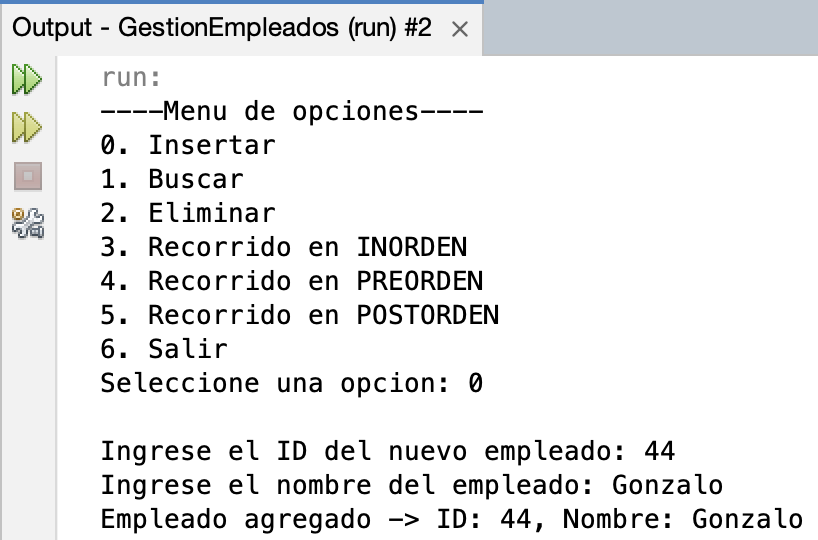 Output - GestionEmpleados (run) #2
run:
----Menu de opciones----
0. Insertar
1. Buscar
2. Eliminar
3. Recorrido en INORDEN
4. Recorrido en PREORDEN
5. Recorrido en POSTORDEN
6. Salir
Seleccione una opcion: 0
Ingrese el ID del nuevo empleado: 44
Ingrese el nombre del empleado: Gonzalo
Empleado agregado -> ID: 44, Nombre: Gonzalo